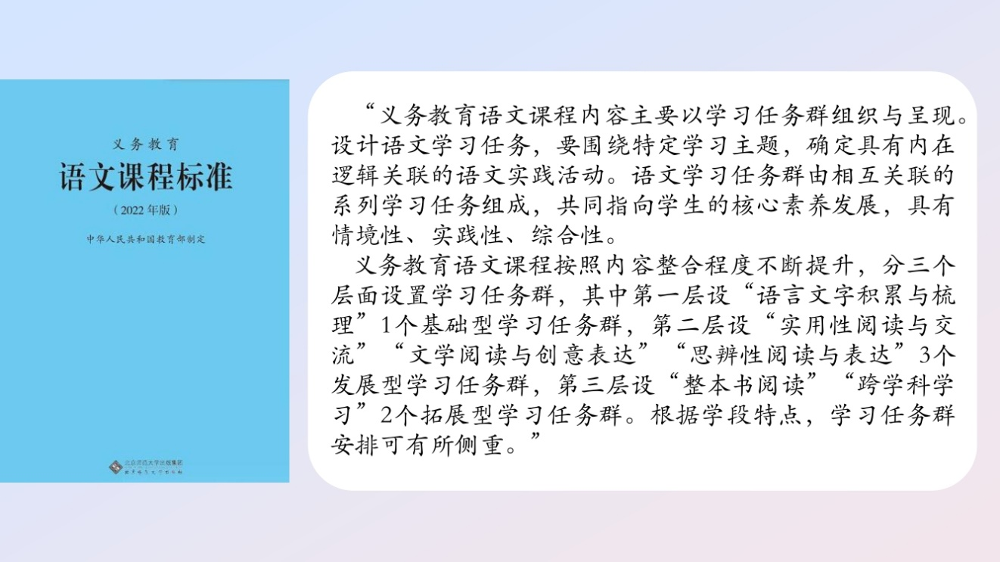 义务教育
语文课程标准
（2022年版）
中华人民共和国教育部制定
北京师范大学出版集团
“义务教育语文课程内容主要以学习任务群组织与呈现。
设计语文学习任务，要围绕特定学习主题，确定具有内在
逻辑关联的语文实践活动。语文学习任务群由相互关联的
系列学习任务组成，共同指向学生的核心素养发展，具有
情境性、实践性、综合性。
义务教育语文课程按照内容整合程度不断提升，分三个
层面设置学习任务群，其中第一层设“语言文字积累与梳
理”1个基础型学习任务群，第二层设“实用性阅读与交
流”“文学阅读与创意表达”“思辨性阅读与表达”3个
发展型学习任务群，第三层设“整本书阅读”“跨学科学
习”2个拓展型学习任务群。根据学段特点，学习任务群
安排可有所侧重。”